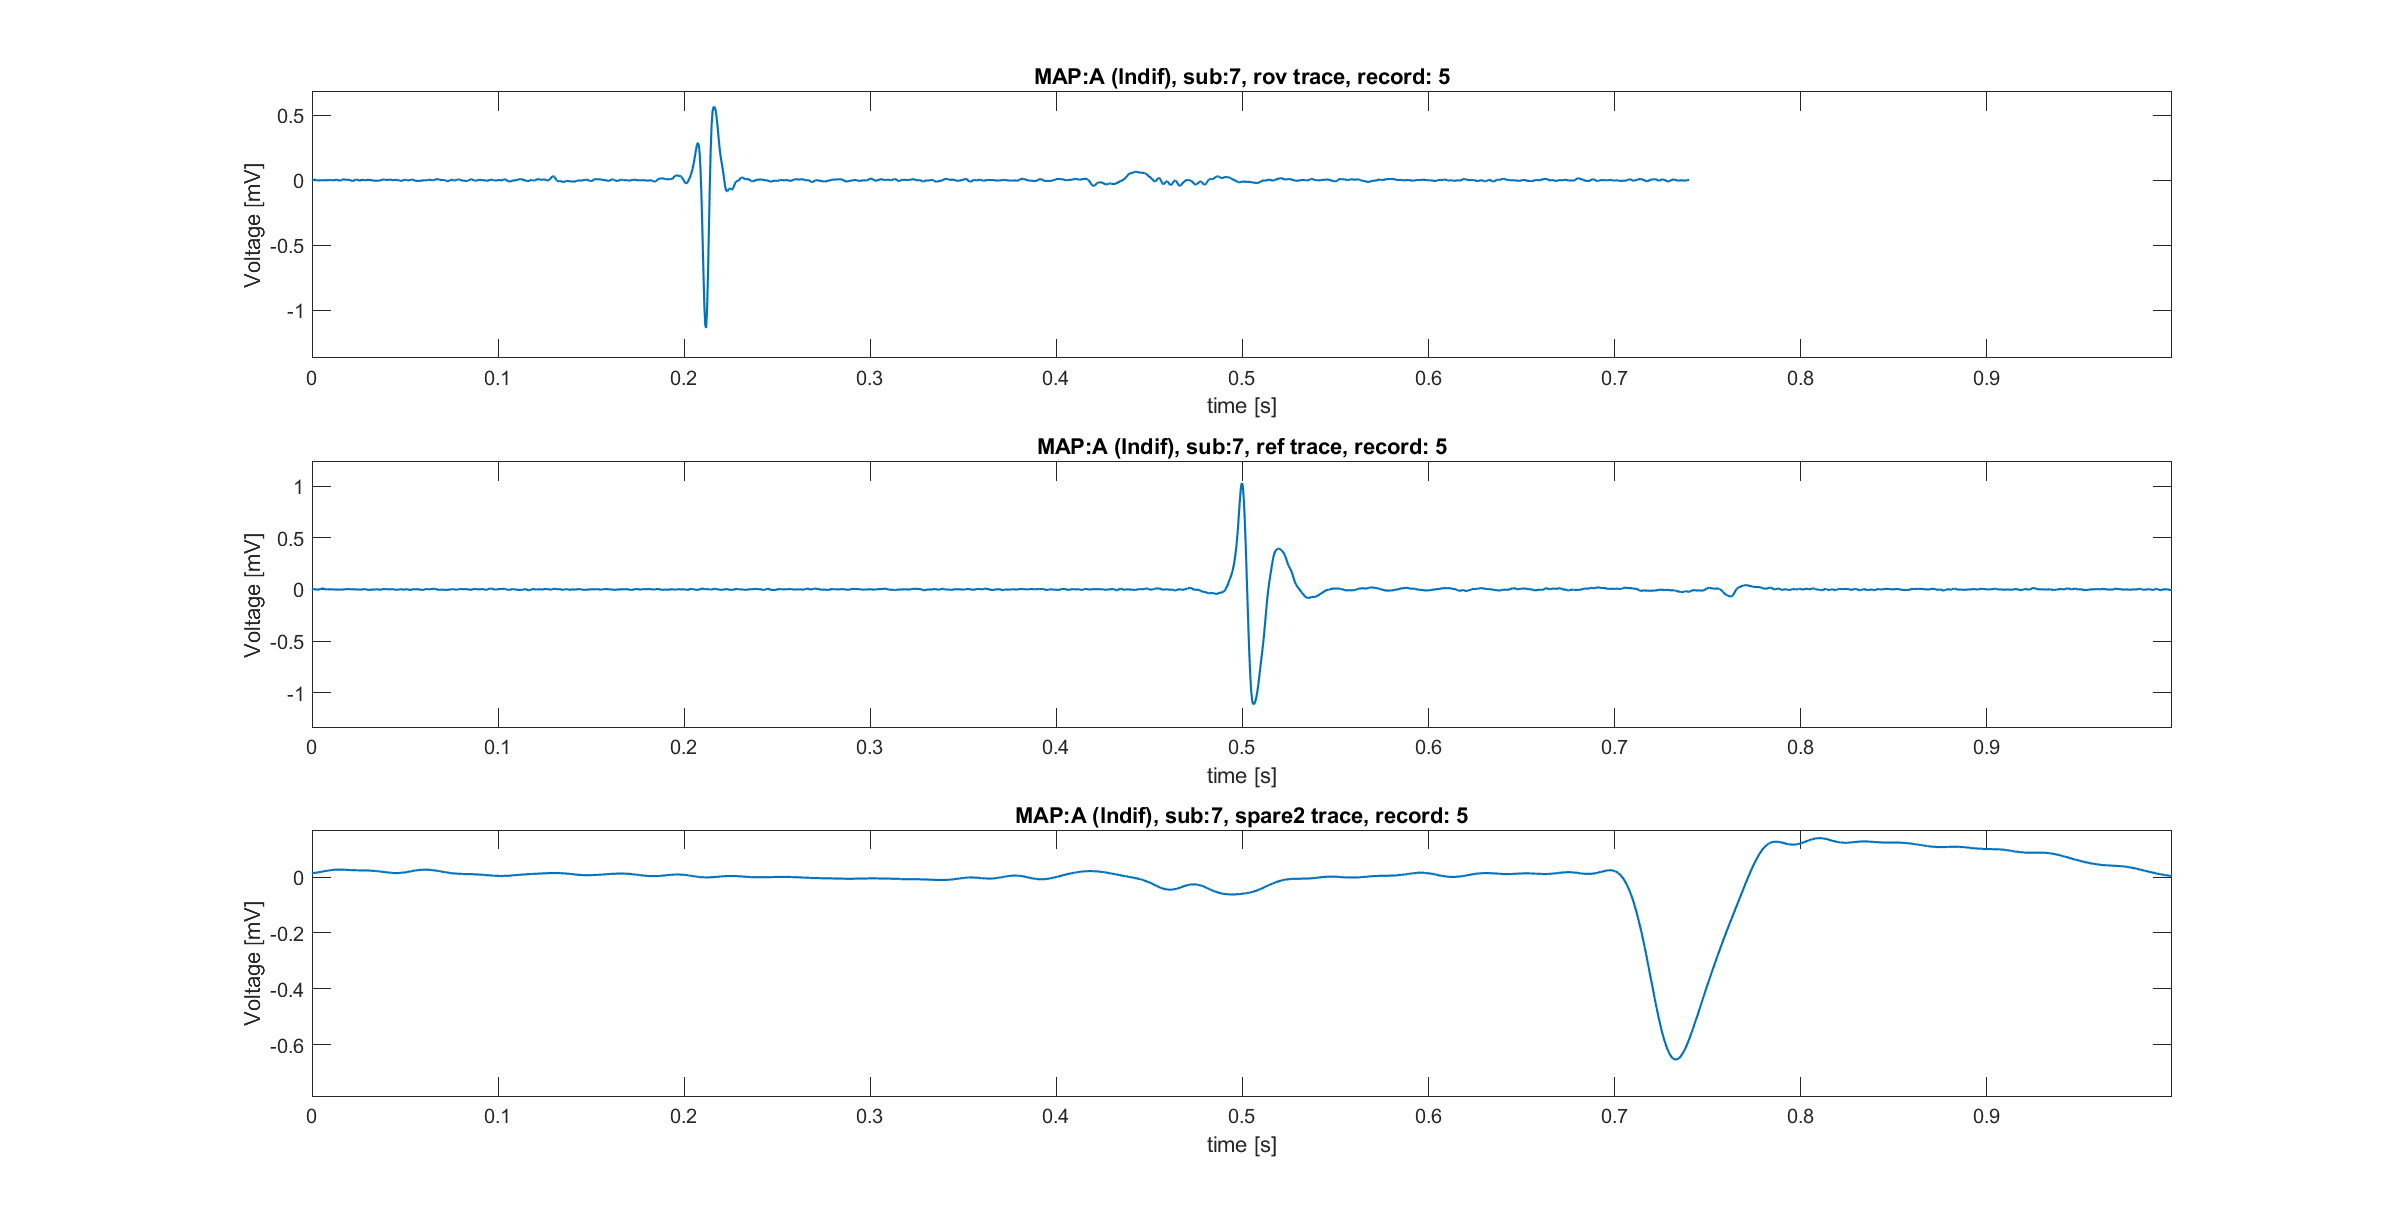 MAP:A (Indif), sub:7, rov trace, record: 5
Voltage [mV]
0.5
0
-0.5
-1
0 0.1 0.2 0.3 0.4 0.5 0.6 0.7 0.8 0.9
time [s]
MAP:A (Indif), sub:7, ref trace, record: 5
Voltage [mV]
1
0.5
0
-0.5
-1
0 0.1 0.2 0.3 0.4 0.5 0.6 0.7 0.8 0.9
time [s]
MAP:A (Indif), sub:7, spare2 trace, record: 5
Voltage [mV]
0
-0.2
-0.4
-0.6
0 0.1 0.2 0.3 0.4 0.5 0.6 0.7 0.8 0.9
time [s]